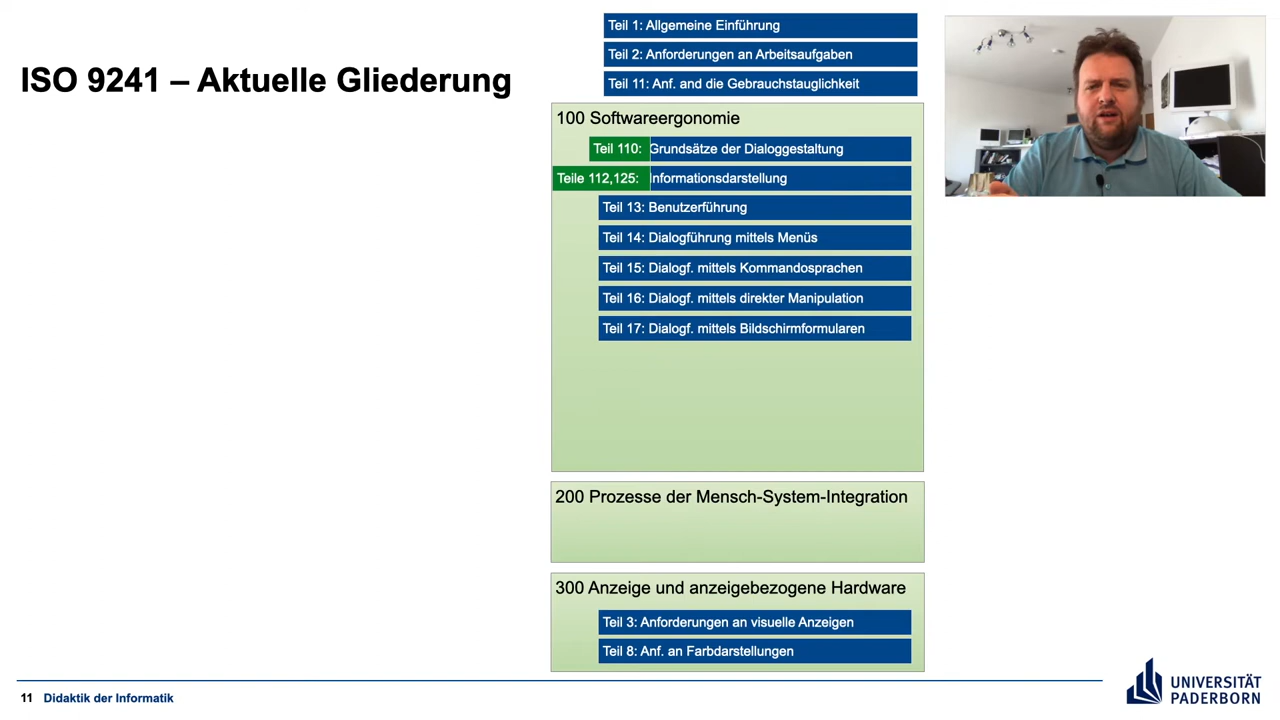 ISO 9241 – Aktuelle Gliederung
Teil 1: Allgemeine Einführung
Teil 2: Anforderungen an Arbeitsaufgaben
Teil 11: Anf. and die Gebrauchstauglichkeit
100 Softwareergonomie
Teil 110: Grundsätze der Dialoggestaltung
Teile 112,125: Informationsdarstellung
Teil 13: Benutzerführung
Teil 14: Dialogführung mittels Menüs
Teil 15: Dialogf. mittels Kommandosprachen
Teil 16: Dialogf. mittels direkter Manipulation
Teil 17: Dialogf. mittels Bildschirmformularen
200 Prozesse der Mensch-System-Integration
300 Anzeige und anzeigebezogene Hardware
Teil 3: Anforderungen an visuelle Anzeigen
Teil 8: Anf. an Farbdarstellungen
11 Didaktik der Informatik
UNIVERSITÄT
PADERBORN